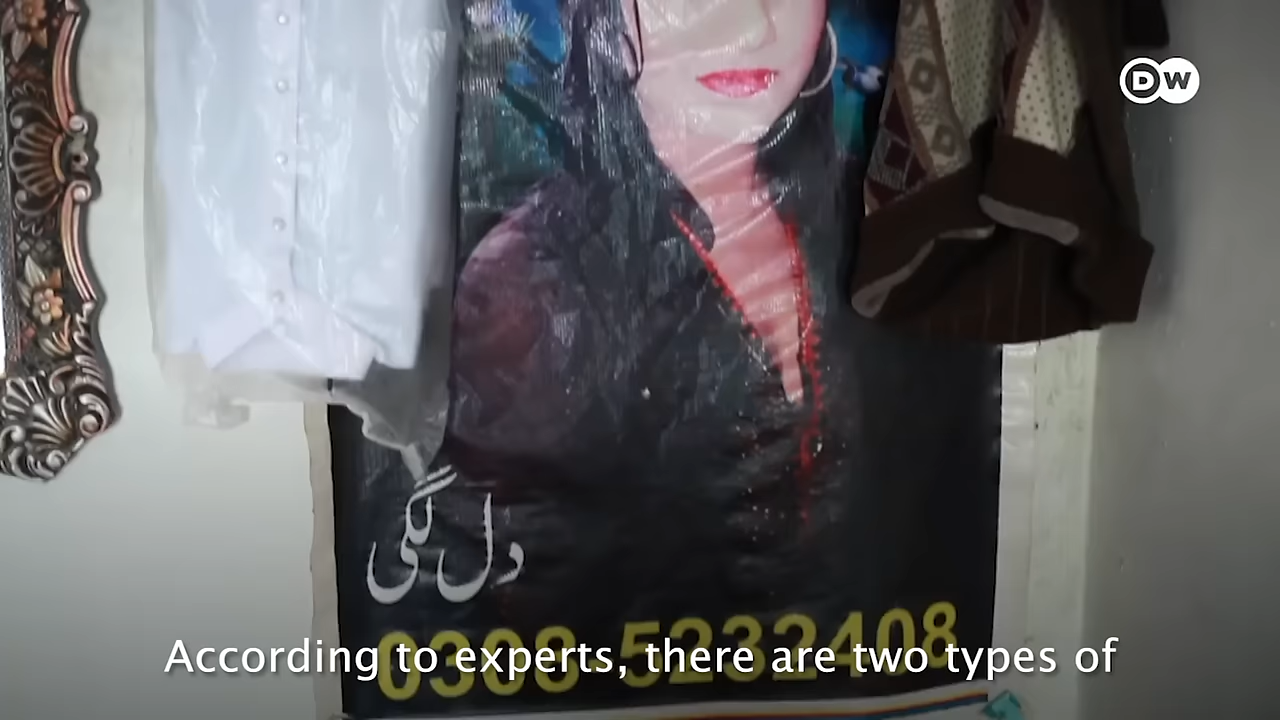 DW
دل لگی
0308-5232408
According to experts, there are two types of